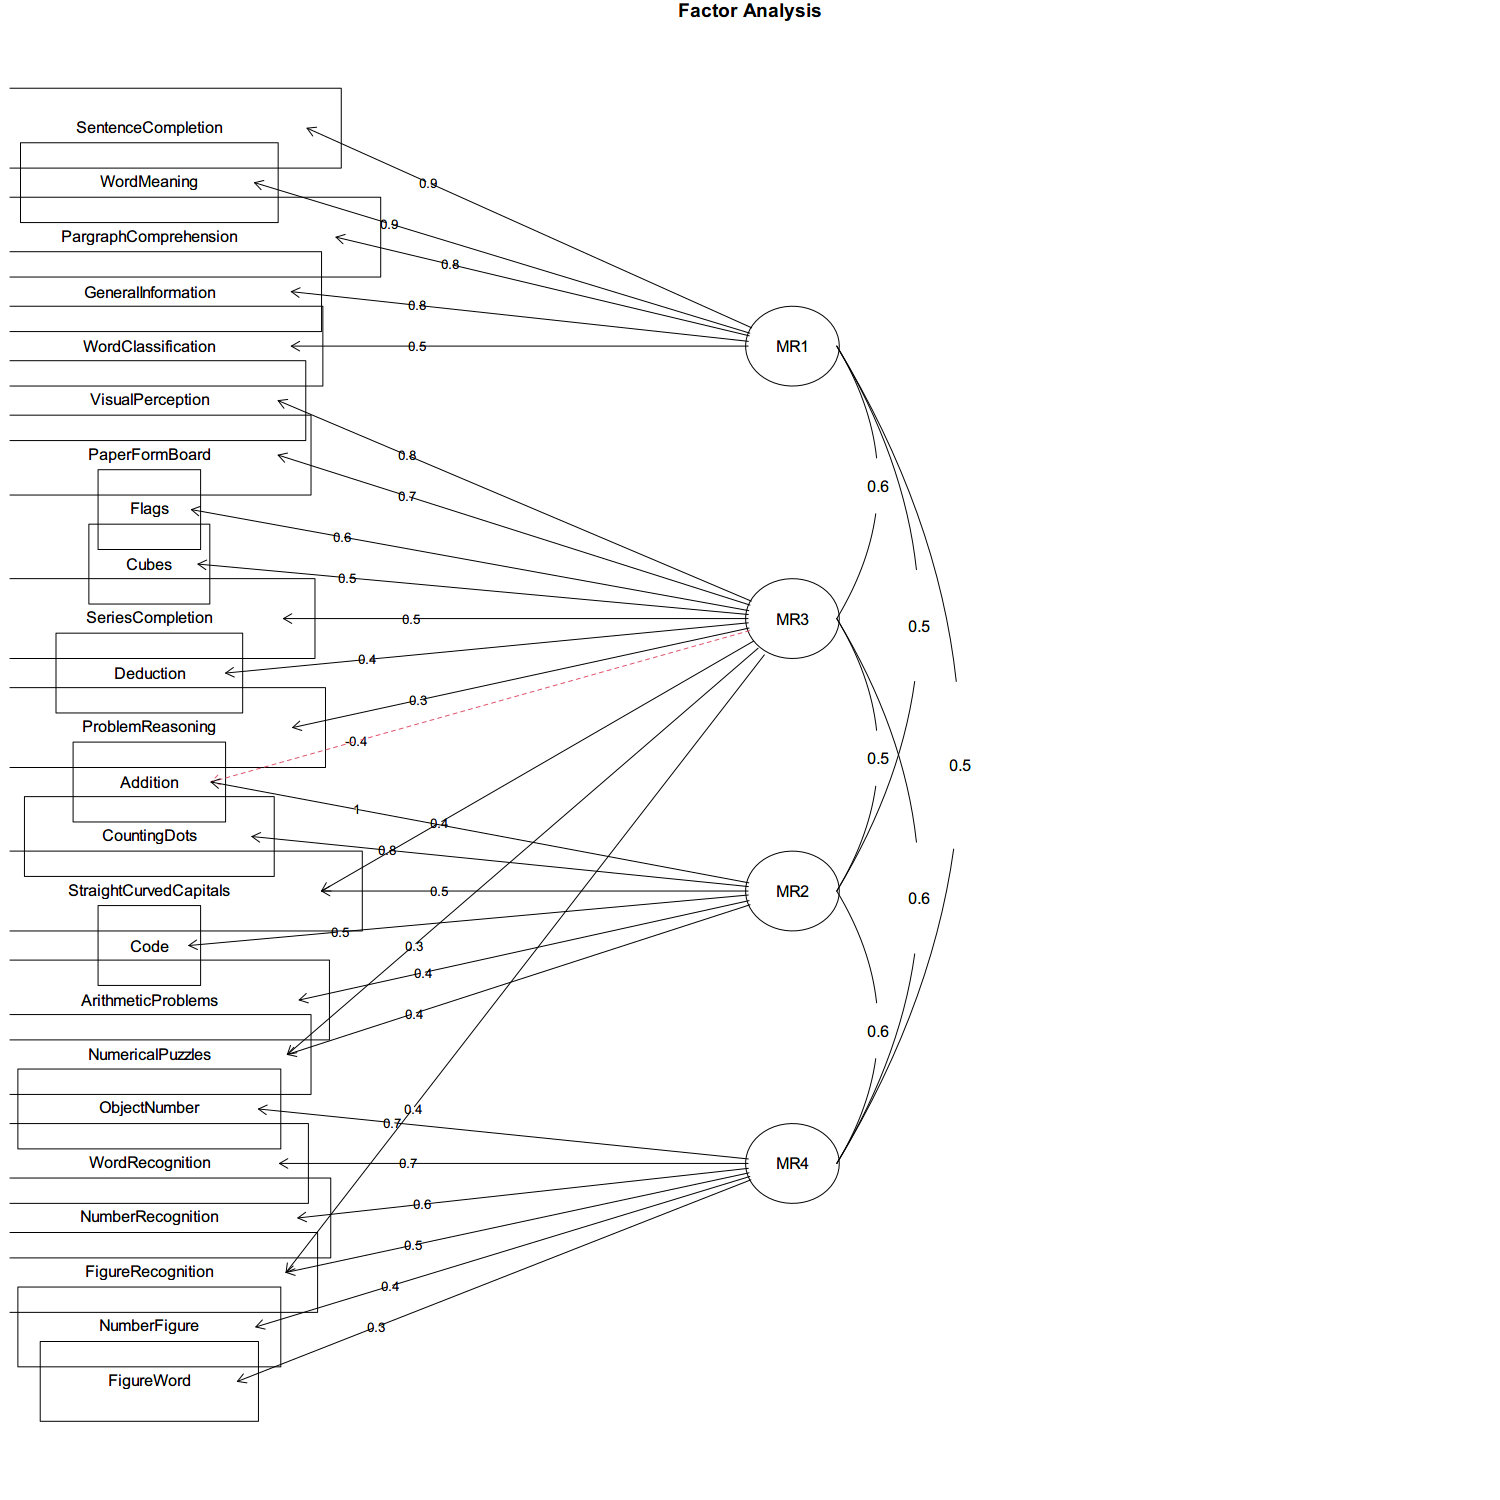 Factor Analysis
SentenceCompletion
WordMeaning
PargraphComprehension
GeneralInformation
WordClassification
VisualPerception
PaperFormBoard
Flags
Cubes
SeriesCompletion
Deduction
ProblemReasoning
Addition
CountingDots
StraightCurvedCapitals
Code
ArithmeticProblems
NumericalPuzzles
ObjectNumber
WordRecognition
NumberRecognition
FigureRecognition
NumberFigure
FigureWord
0.9
0.9
0.8
0.8
0.5
0.8
0.7
0.6
0.5
0.5
0.4
0.3
-0.4
1
0.4
0.8
0.5
0.5
0.3
0.4
0.4
0.4
0.7
0.7
0.6
0.5
0.4
0.3
MR1
MR3
MR2
MR4
0.6
0.5
0.5
0.5
0.6
0.6